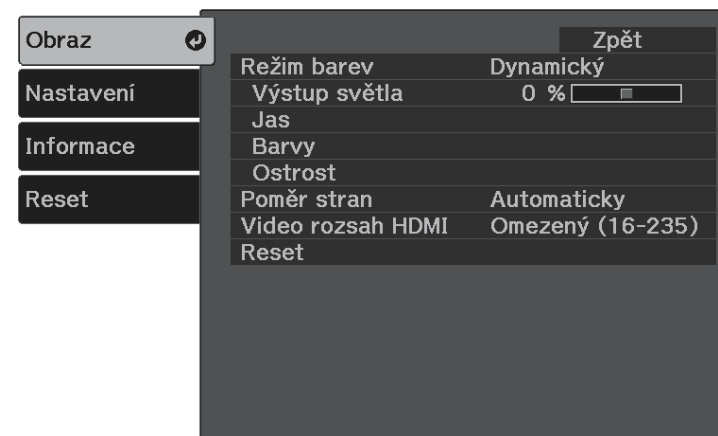 Obraz
Nastavení
Informace
Reset
Zpět
Režim barev Dynamický
Výstup světla 0 %
Jas
Barvy
Ostrost
Poměr stran Automaticky
Video rozsah HDMI Omezený (16-235)
Reset